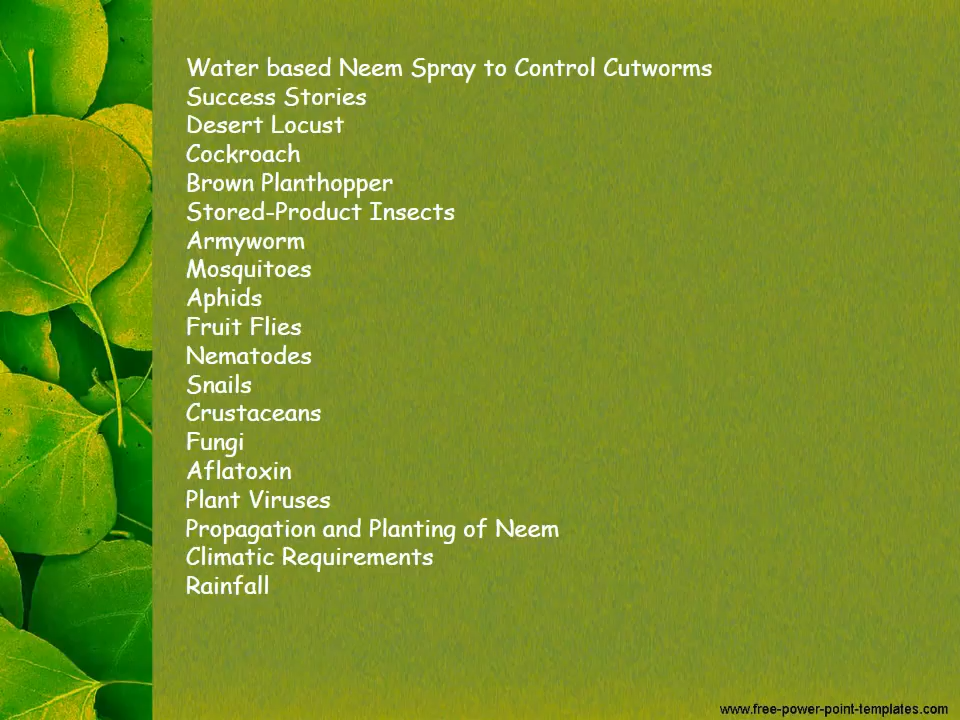 Water based Neem Spray to Control Cutworms
Success Stories
Desert Locust
Cockroach
Brown Planthopper
Stored-Product Insects
Armyworm
Mosquitoes
Aphids
Fruit Flies
Nematodes
Snails
Crustaceans
Fungi
Aflatoxin
Plant Viruses
Propagation and Planting of Neem
Climatic Requirements
Rainfall
www.free-power-point-templates.com